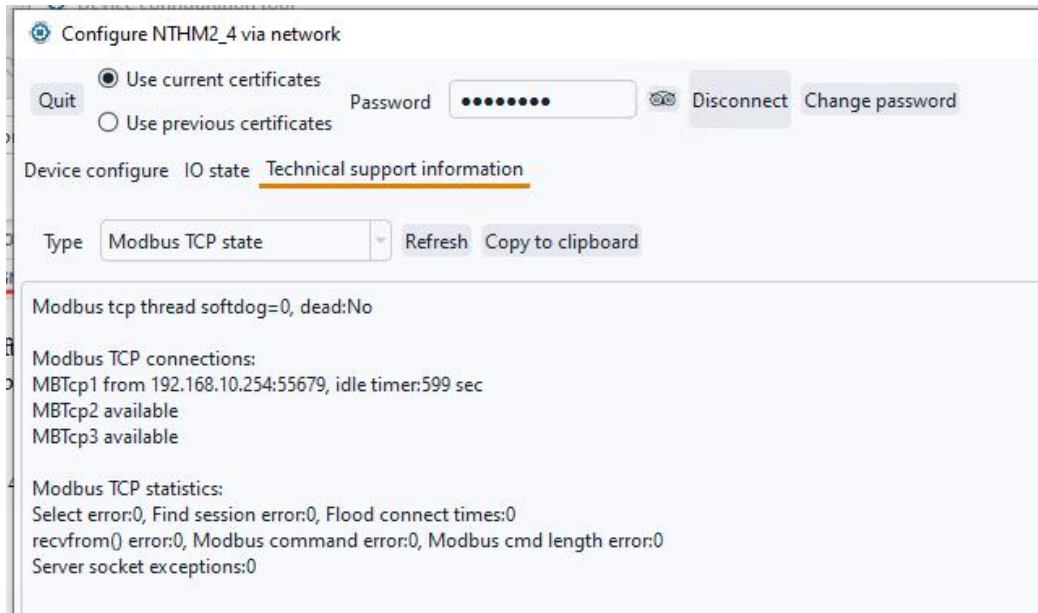 Device configuration tool
Configure NTHM2_4 via network
Quit
Use current certificates
Use previous certificates
Password
Disconnect
Change password
Device configure
IO state
Technical support information
Type
Modbus TCP state
Refresh
Copy to clipboard
Modbus tcp thread softdog=0, dead:No
Modbus TCP connections:
MBTcp1 from 192.168.10.254:55679, idle timer:599 sec
MBTcp2 available
MBTcp3 available
Modbus TCP statistics:
Select error:0, Find session error:0, Flood connect times:0
recvfrom() error:0, Modbus command error:0, Modbus cmd length error:0
Server socket exceptions:0